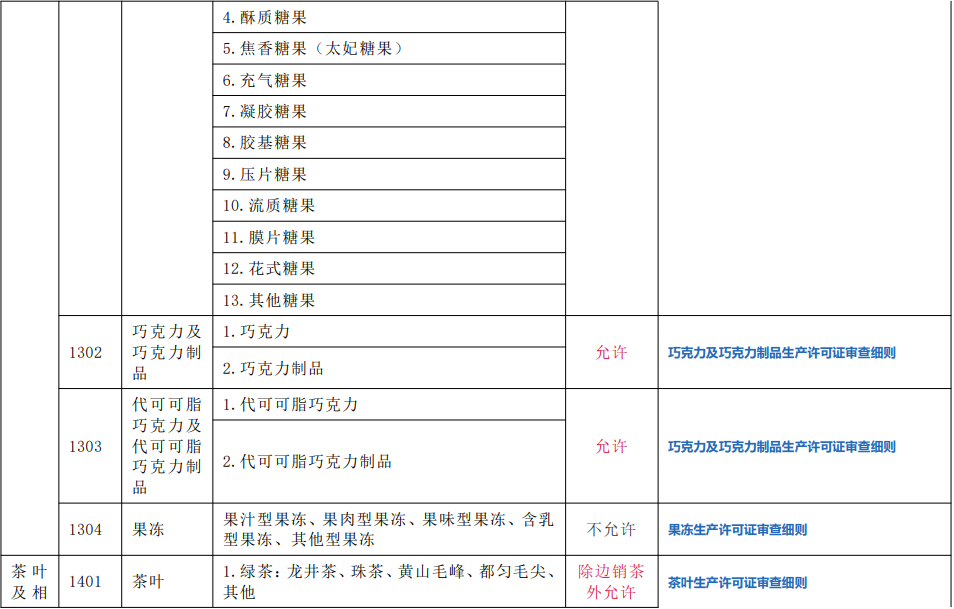 4.酥质糖果
5.焦香糖果（太妃糖果）
6.充气糖果
7.凝胶糖果
8.胶基糖果
9.压片糖果
10.流质糖果
11.膜片糖果
12.花式糖果
13.其他糖果
1302
巧克力及
巧克力制
品
1.巧克力
2.巧克力制品
允许
巧克力及巧克力制品生产许可证审查细则
1303
代可可脂
巧克力及
代可可脂
巧克力制
品
1.代可可脂巧克力
2.代可可脂巧克力制品
允许
巧克力及巧克力制品生产许可证审查细则
1304
果冻
果汁型果冻、果肉型果冻、果味型果冻、含乳
型果冻、其他型果冻
不允许
果冻生产许可证审查细则
茶叶
及相
1401
茶叶
1.绿茶：龙井茶、珠茶、黄山毛峰、都匀毛尖、
其他
除边销茶
外允许
茶叶生产许可证审查细则